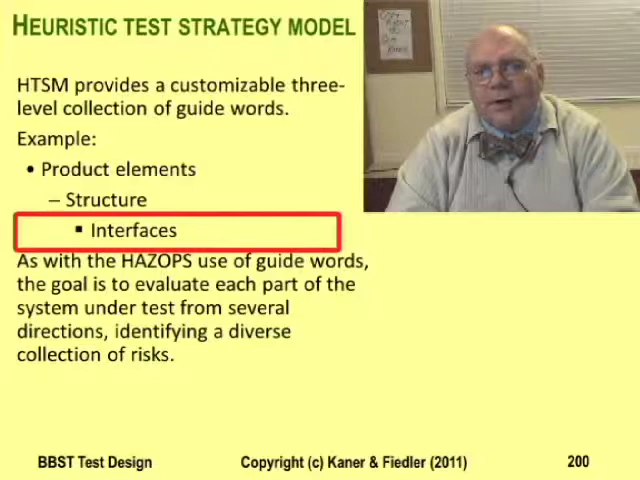 HEURISTIC TEST STRATEGY MODEL
HTSM provides a customizable three-
level collection of guide words.
Example:
• Product elements
– Structure
▪ Interfaces
As with the HAZOPS use of guide words,
the goal is to evaluate each part of the
system under test from several
directions, identifying a diverse
collection of risks.
BBST Test Design Copyright (c) Kaner & Fiedler (2011) 200